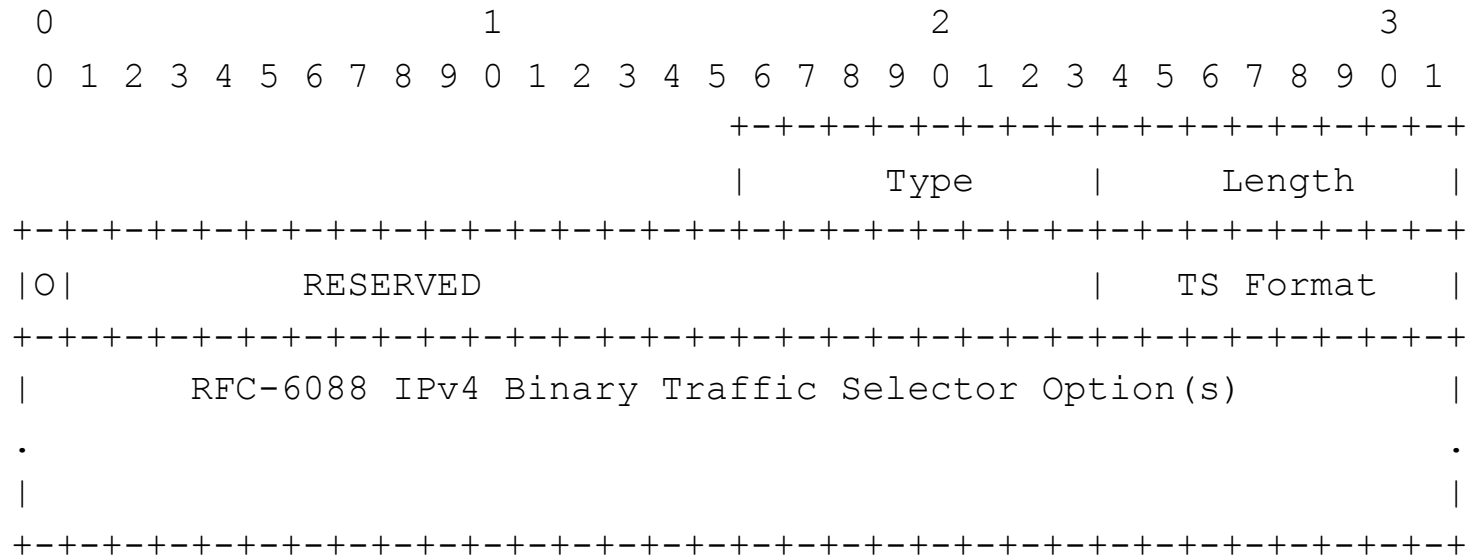 0                   1                   2                   3
 0 1 2 3 4 5 6 7 8 9 0 1 2 3 4 5 6 7 8 9 0 1 2 3 4 5 6 7 8 9 0 1
                                +-+-+-+-+-+-+-+-+-+-+-+-+-+-+-+-+
                                |      Type     |     Length    |
+-+-+-+-+-+-+-+-+-+-+-+-+-+-+-+-+-+-+-+-+-+-+-+-+-+-+-+-+-+-+-+-+
|O|          RESERVED                           |   TS Format   |
+-+-+-+-+-+-+-+-+-+-+-+-+-+-+-+-+-+-+-+-+-+-+-+-+-+-+-+-+-+-+-+-+
|       RFC-6088 IPv4 Binary Traffic Selector Option(s)         |
.                                                               .
|                                                               |
+-+-+-+-+-+-+-+-+-+-+-+-+-+-+-+-+-+-+-+-+-+-+-+-+-+-+-+-+-+-+-+-+